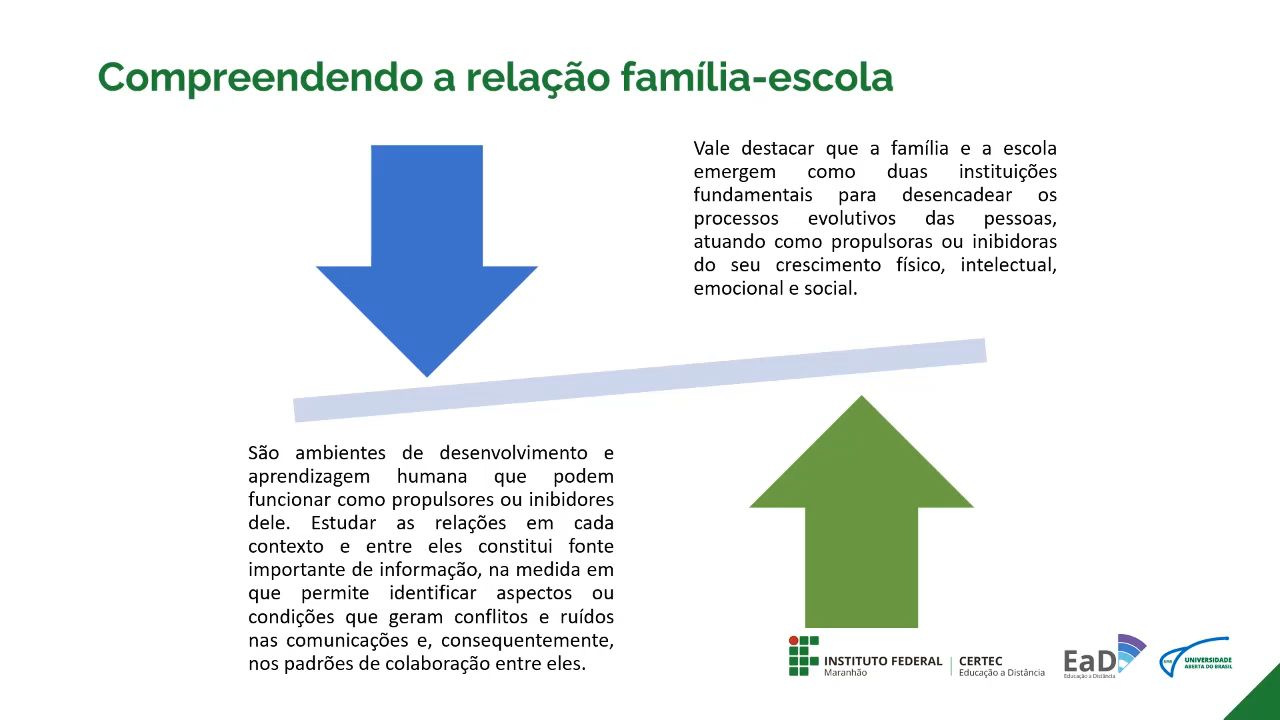 Compreendendo a relação família-escola
Vale destacar que a família e a escola
emergem como duas instituições
fundamentais para desencadear os
processos evolutivos das pessoas,
atuando como propulsoras ou inibidoras
do seu crescimento físico, intelectual,
emocional e social.
São ambientes de desenvolvimento e
aprendizagem humana que podem
funcionar como propulsores ou inibidores
dele. Estudar as relações em cada
contexto e entre eles constitui fonte
importante de informação, na medida em
que permite identificar aspectos ou
condições que geram conflitos e ruídos
nas comunicações e, consequentemente,
nos padrões de colaboração entre eles.
INSTITUTO FEDERAL
Maranhão
CERTEC
Educação a Distância
EaD
Educação a Distância
UAB
UNIVERSIDADE
ABERTA DO BRASIL